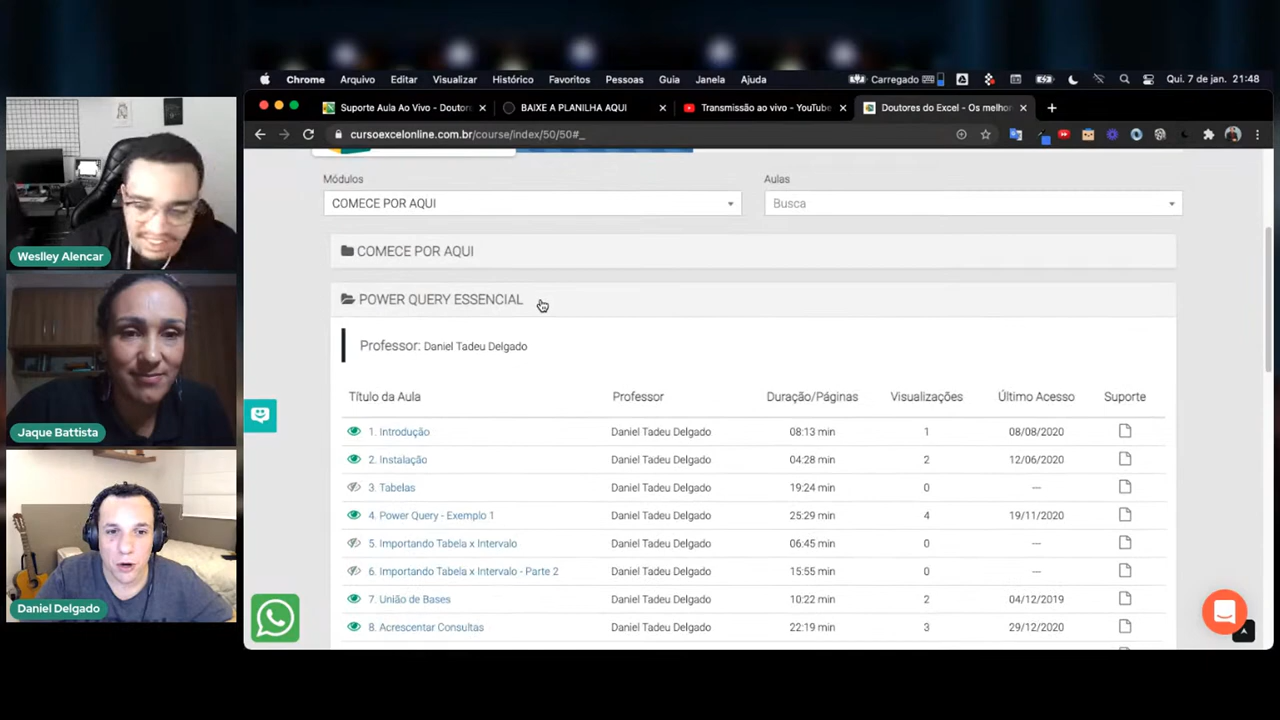 Chrome Arquivo Editar Visualizar Histórico Favoritos Pessoas Guia Janela Ajuda Carregado Qui. 7 de jan. 21:48
Suporte Aula Ao Vivo - Doutore
BAIXE A PLANILHA AQUI
Transmissão ao vivo - YouTube
Doutores do Excel - Os melhor
cursoexcelonline.com.br/course/index/50/50#_
Módulos Aulas
COMECE POR AQUI Busca
COMECE POR AQUI
POWER QUERY ESSENCIAL
Professor: Daniel Tadeu Delgado
Título da Aula Professor Duração/Páginas Visualizações Último Acesso Suporte
1. Introdução Daniel Tadeu Delgado 08:13 min 1 08/08/2020
2. Instalação Daniel Tadeu Delgado 04:28 min 2 12/06/2020
3. Tabelas Daniel Tadeu Delgado 19:24 min 0 ---
4. Power Query - Exemplo 1 Daniel Tadeu Delgado 25:29 min 4 19/11/2020
5. Importando Tabela x Intervalo Daniel Tadeu Delgado 06:45 min 0 ---
6. Importando Tabela x Intervalo - Parte 2 Daniel Tadeu Delgado 15:55 min 0 ---
7. União de Bases Daniel Tadeu Delgado 10:22 min 2 04/12/2019
8. Acrescentar Consultas Daniel Tadeu Delgado 22:19 min 3 29/12/2020
Weslley Alencar
Jaque Battista
Daniel Delgado